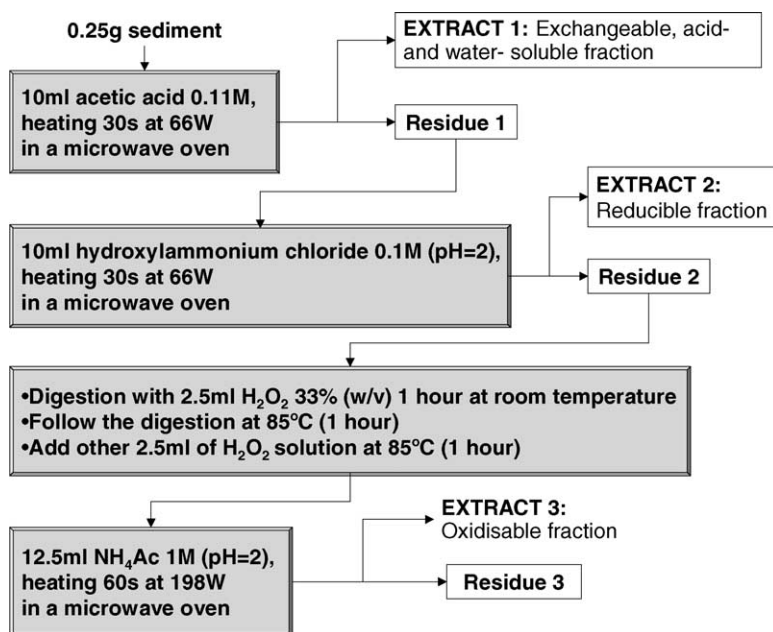 0.25g sediment
10ml acetic acid 0.11M,
heating 30s at 66W
in a microwave oven
EXTRACT 1: Exchangeable, acid-
and water- soluble fraction
Residue 1
10ml hydroxylammonium chloride 0.1M (pH=2),
heating 30s at 66W
in a microwave oven
EXTRACT 2:
Reducible fraction
Residue 2
•Digestion with 2.5ml H₂O₂ 33% (w/v) 1 hour at room temperature
•Follow the digestion at 85ºC (1 hour)
•Add other 2.5ml of H₂O₂ solution at 85ºC (1 hour)
12.5ml NH₄Ac 1M (pH=2),
heating 60s at 198W
in a microwave oven
EXTRACT 3:
Oxidisable fraction
Residue 3